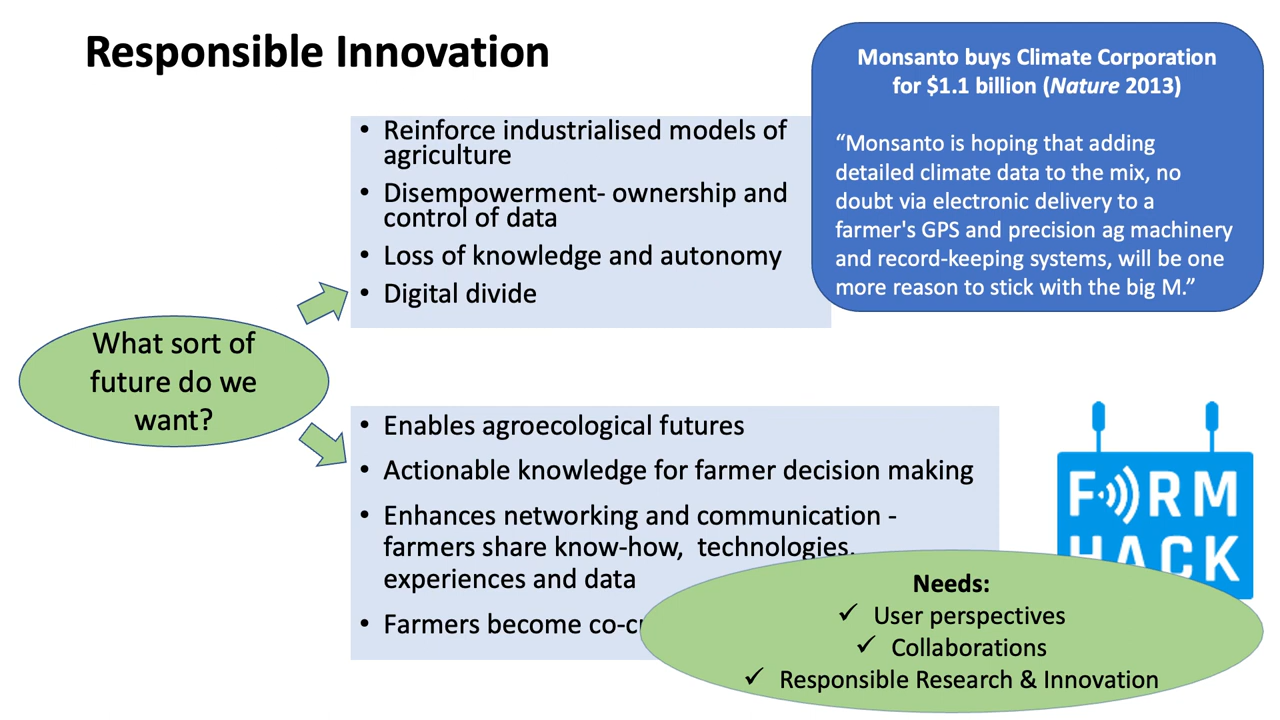 Responsible Innovation
Monsanto buys Climate Corporation
for $1.1 billion (Nature 2013)
“Monsanto is hoping that adding
detailed climate data to the mix, no
doubt via electronic delivery to a
farmer's GPS and precision ag machinery
and record-keeping systems, will be one
more reason to stick with the big M.”
• Reinforce industrialised models of
agriculture
• Disempowerment- ownership and
control of data
• Loss of knowledge and autonomy
• Digital divide
What sort of
future do we
want?
• Enables agroecological futures
• Actionable knowledge for farmer decision making
• Enhances networking and communication -
farmers share know-how,  technologies,
experiences and data
• Farmers become
FARM
HACK
Needs:
✓ User perspectives
✓ Collaborations
✓ Responsible Research & Innovation